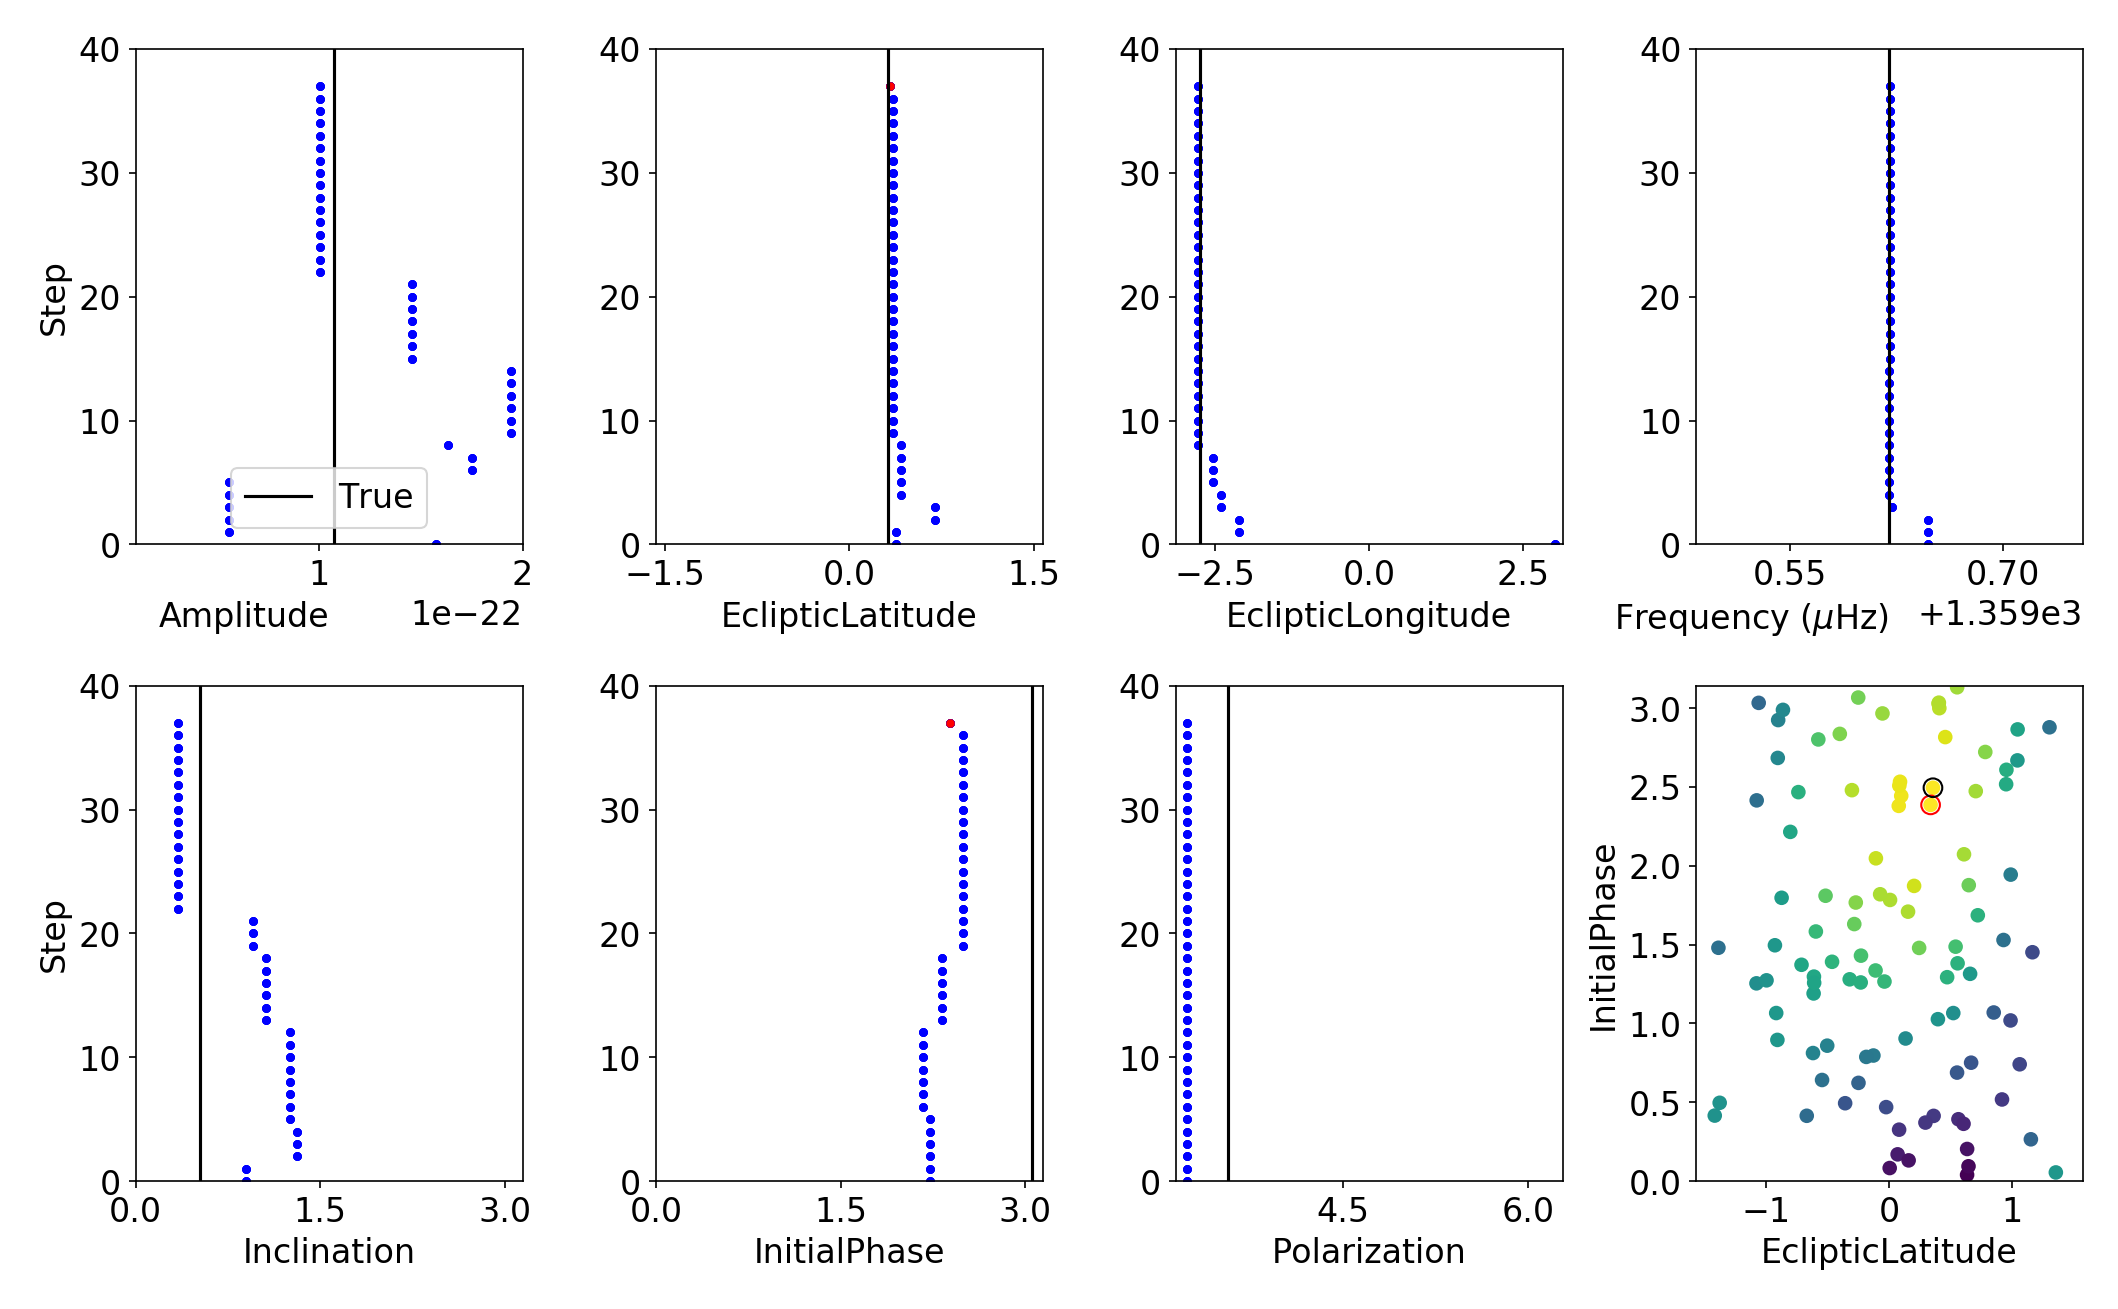 40 40 40 40
30 30 30 30
20 20 20 20
10 10 10 10
0 0 0 0
Step
True
1 2
−1.5 0.0 1.5
−2.5 0.0 2.5
0.55 0.70
Amplitude 1e−22
EclipticLatitude
EclipticLongitude
Frequency (μHz) +1.359e3
40 40 40 3.0
30 30 30 2.5
20 20 20 2.0
10 10 10 1.5
0 0 0 1.0
0.5
0.0
Step
InitialPhase
0.0 1.5 3.0
0.0 1.5 3.0
4.5 6.0
−1 0 1
Inclination
InitialPhase
Polarization
EclipticLatitude